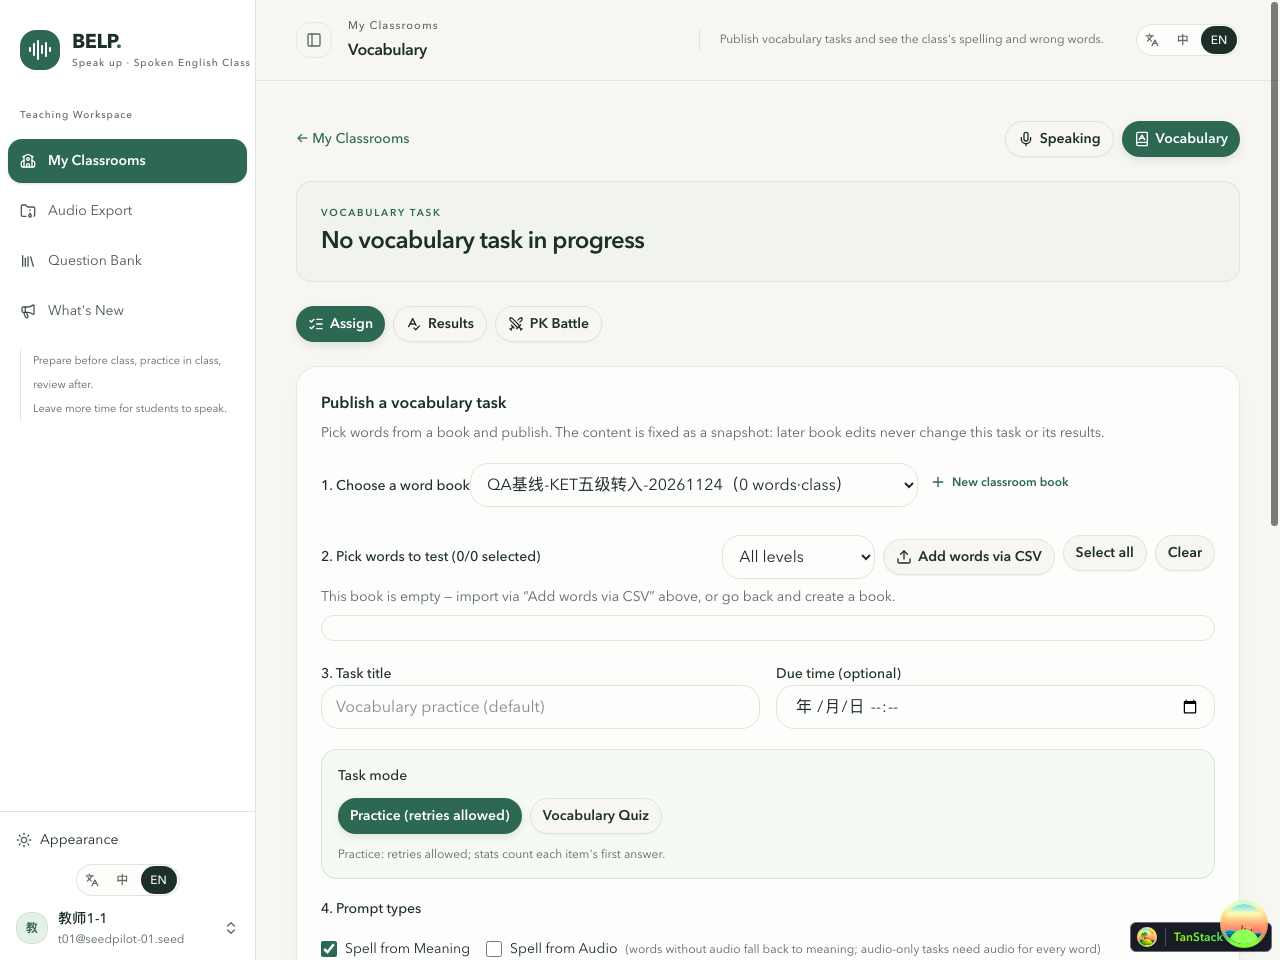 BELP.
Speak up · Spoken English Class
Teaching Workspace
My Classrooms
Audio Export
Question Bank
What's New
Prepare before class, practice in class,
review after.
Leave more time for students to speak.
Appearance
中
EN
教
教师1-1
t01@seedpilot-01.seed
My Classrooms
Vocabulary
Publish vocabulary tasks and see the class's spelling and wrong words.
中
EN
← My Classrooms
Speaking
Vocabulary
VOCABULARY TASK
No vocabulary task in progress
Assign
Results
PK Battle
Publish a vocabulary task
Pick words from a book and publish. The content is fixed as a snapshot: later book edits never change this task or its results.
1. Choose a word book
QA基线-KET五级转入-20261124（0 words·class）
New classroom book
2. Pick words to test (0/0 selected)
All levels
Add words via CSV
Select all
Clear
This book is empty — import via “Add words via CSV” above, or go back and create a book.
3. Task title
Due time (optional)
Vocabulary practice (default)
年 /月/日 --:--
Task mode
Practice (retries allowed)
Vocabulary Quiz
Practice: retries allowed; stats count each item's first answer.
4. Prompt types
Spell from Meaning
Spell from Audio
(words without audio fall back to meaning; audio-only tasks need audio for every word)
TanStack